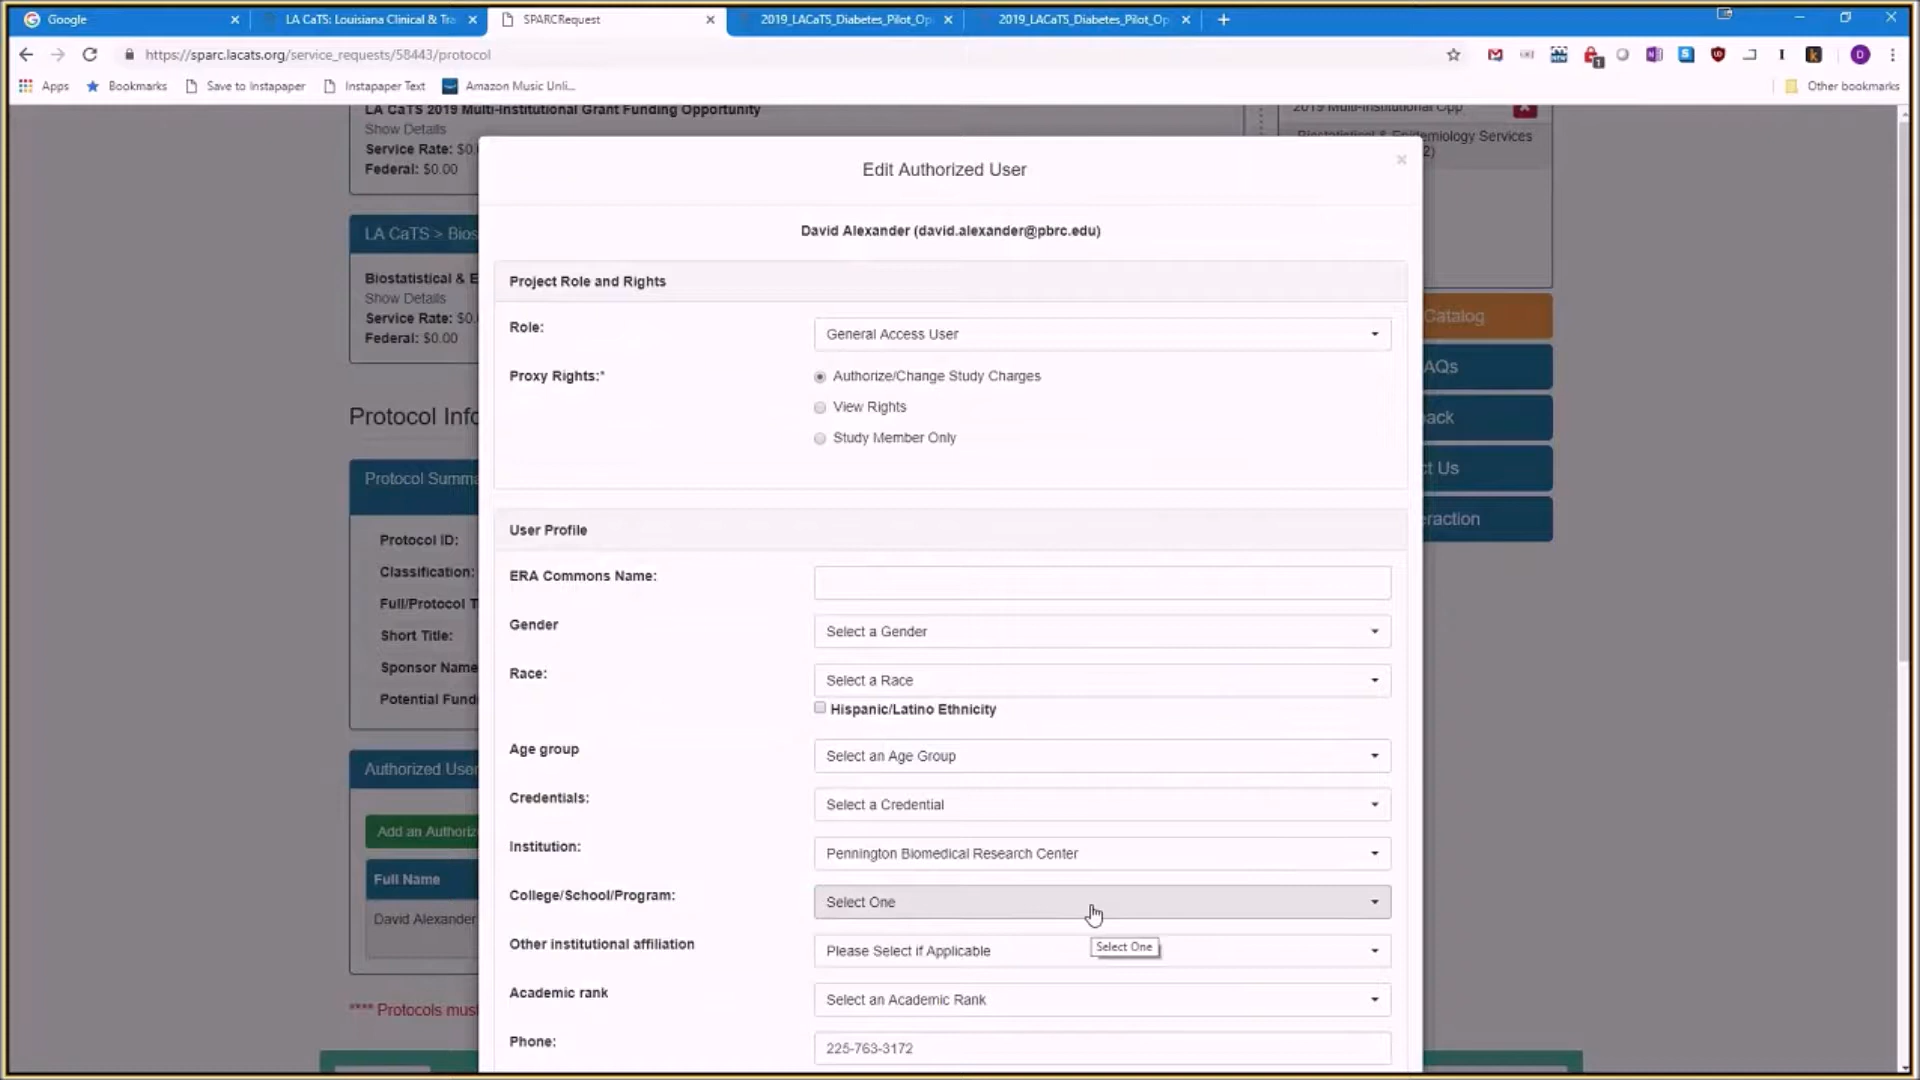 Google
LA CaTS: Louisiana Clinical & Tra
SPARCRequest
2019_LACaTS_Diabetes_Pilot_Op
2019_LACaTS_Diabetes_Pilot_Op
https://sparc.lacats.org/service_requests/58443/protocol
Apps
Bookmarks
Save to Instapaper
Instapaper Text
Amazon Music Unli...
Other bookmarks
LA CaTS 2019 Multi-Institutional Grant Funding Opportunity
Show Details
Service Rate: $0.
Federal: $0.00
2019 Multi-Institutional Opp
Biostatistical & Epidemiology Services
2)
Edit Authorized User
×
David Alexander (david.alexander@pbrc.edu)
LA CaTS > Bios
Biostatistical & E
Show Details
Service Rate: $0.
Federal: $0.00
Project Role and Rights
Role:
General Access User
Proxy Rights:*
Authorize/Change Study Charges
View Rights
Study Member Only
Catalog
AQs
ack
ct Us
eraction
Protocol Info
Protocol Summa
Protocol ID:
Classification:
Full/Protocol T
Short Title:
Sponsor Name
Potential Fund
User Profile
ERA Commons Name:
Gender
Select a Gender
Race:
Select a Race
Hispanic/Latino Ethnicity
Age group
Select an Age Group
Credentials:
Select a Credential
Institution:
Pennington Biomedical Research Center
College/School/Program:
Select One
Select One
Other institutional affiliation
Please Select if Applicable
Academic rank
Select an Academic Rank
Phone:
225-763-3172
Authorized User
Add an Authoriz
Full Name
David Alexander
**** Protocols mus